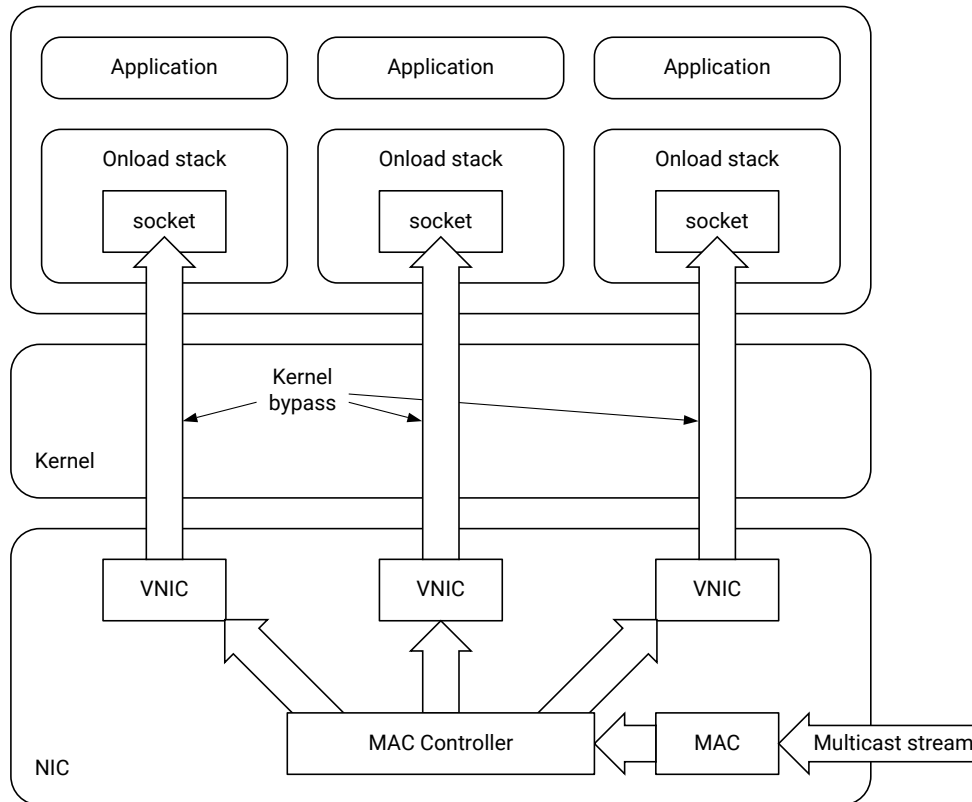 Application
Application
Application
Onload stack
Onload stack
Onload stack
socket
socket
socket
Kernel
bypass
Kernel
VNIC
VNIC
VNIC
MAC Controller
MAC
Multicast stream
NIC